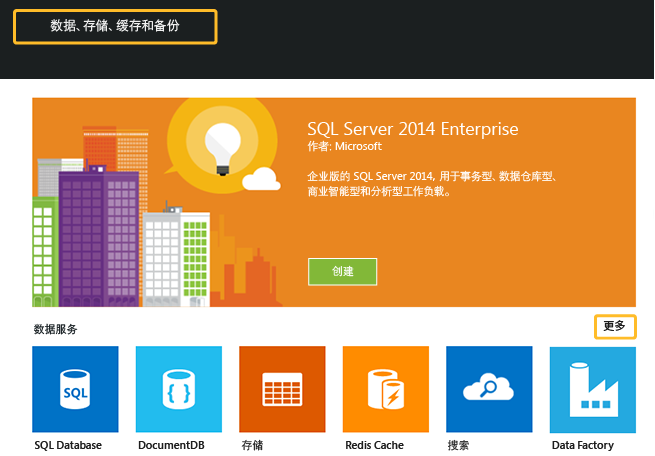 数据、存储、缓存和备份
SQL Server 2014 Enterprise
作者: Microsoft
企业版的 SQL Server 2014, 用于事务型、数据仓库型、
商业智能型和分析型工作负载。
创建
数据服务
更多
SQL
{ }
SQL Database
DocumentDB
存储
Redis Cache
搜索
Data Factory